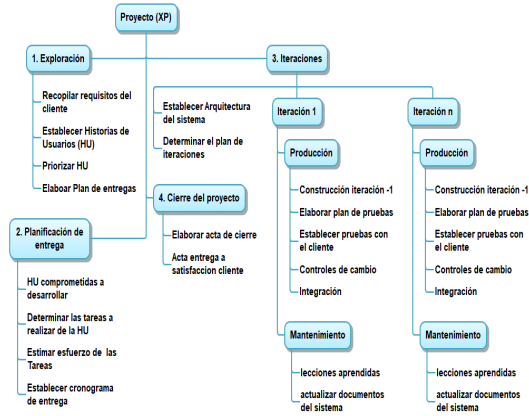 Proyecto (XP)
1. Exploración
Recopilar requisitos del
cliente
Establecer Historias de
Usuarios (HU)
Priorizar HU
Elaboar Plan de entregas
2. Planificación de
entrega
HU comprometidas a
desarrollar
Determinar las tareas a
realizar de la HU
Estimar esfuerzo de las
Tareas
Establecer cronograma
de entrega
3. Iteraciones
Establecer Arquitectura
del sistema
Determinar el plan de
iteraciones
Iteración 1
Producción
Construcción iteración -1
Elaborar plan de pruebas
Establecer pruebas con
el cliente
Controles de cambio
Integración
Mantenimiento
lecciones aprendidas
actualizar documentos
del sistema
Iteración n
Producción
Construcción iteración -1
Elaborar plan de pruebas
Establecer pruebas con
el cliente
Controles de cambio
Integración
Mantenimiento
lecciones aprendidas
actualizar documentos
del sistema
4. Cierre del proyecto
Elaborar acta de cierre
Acta entrega a
satisfaccion cliente